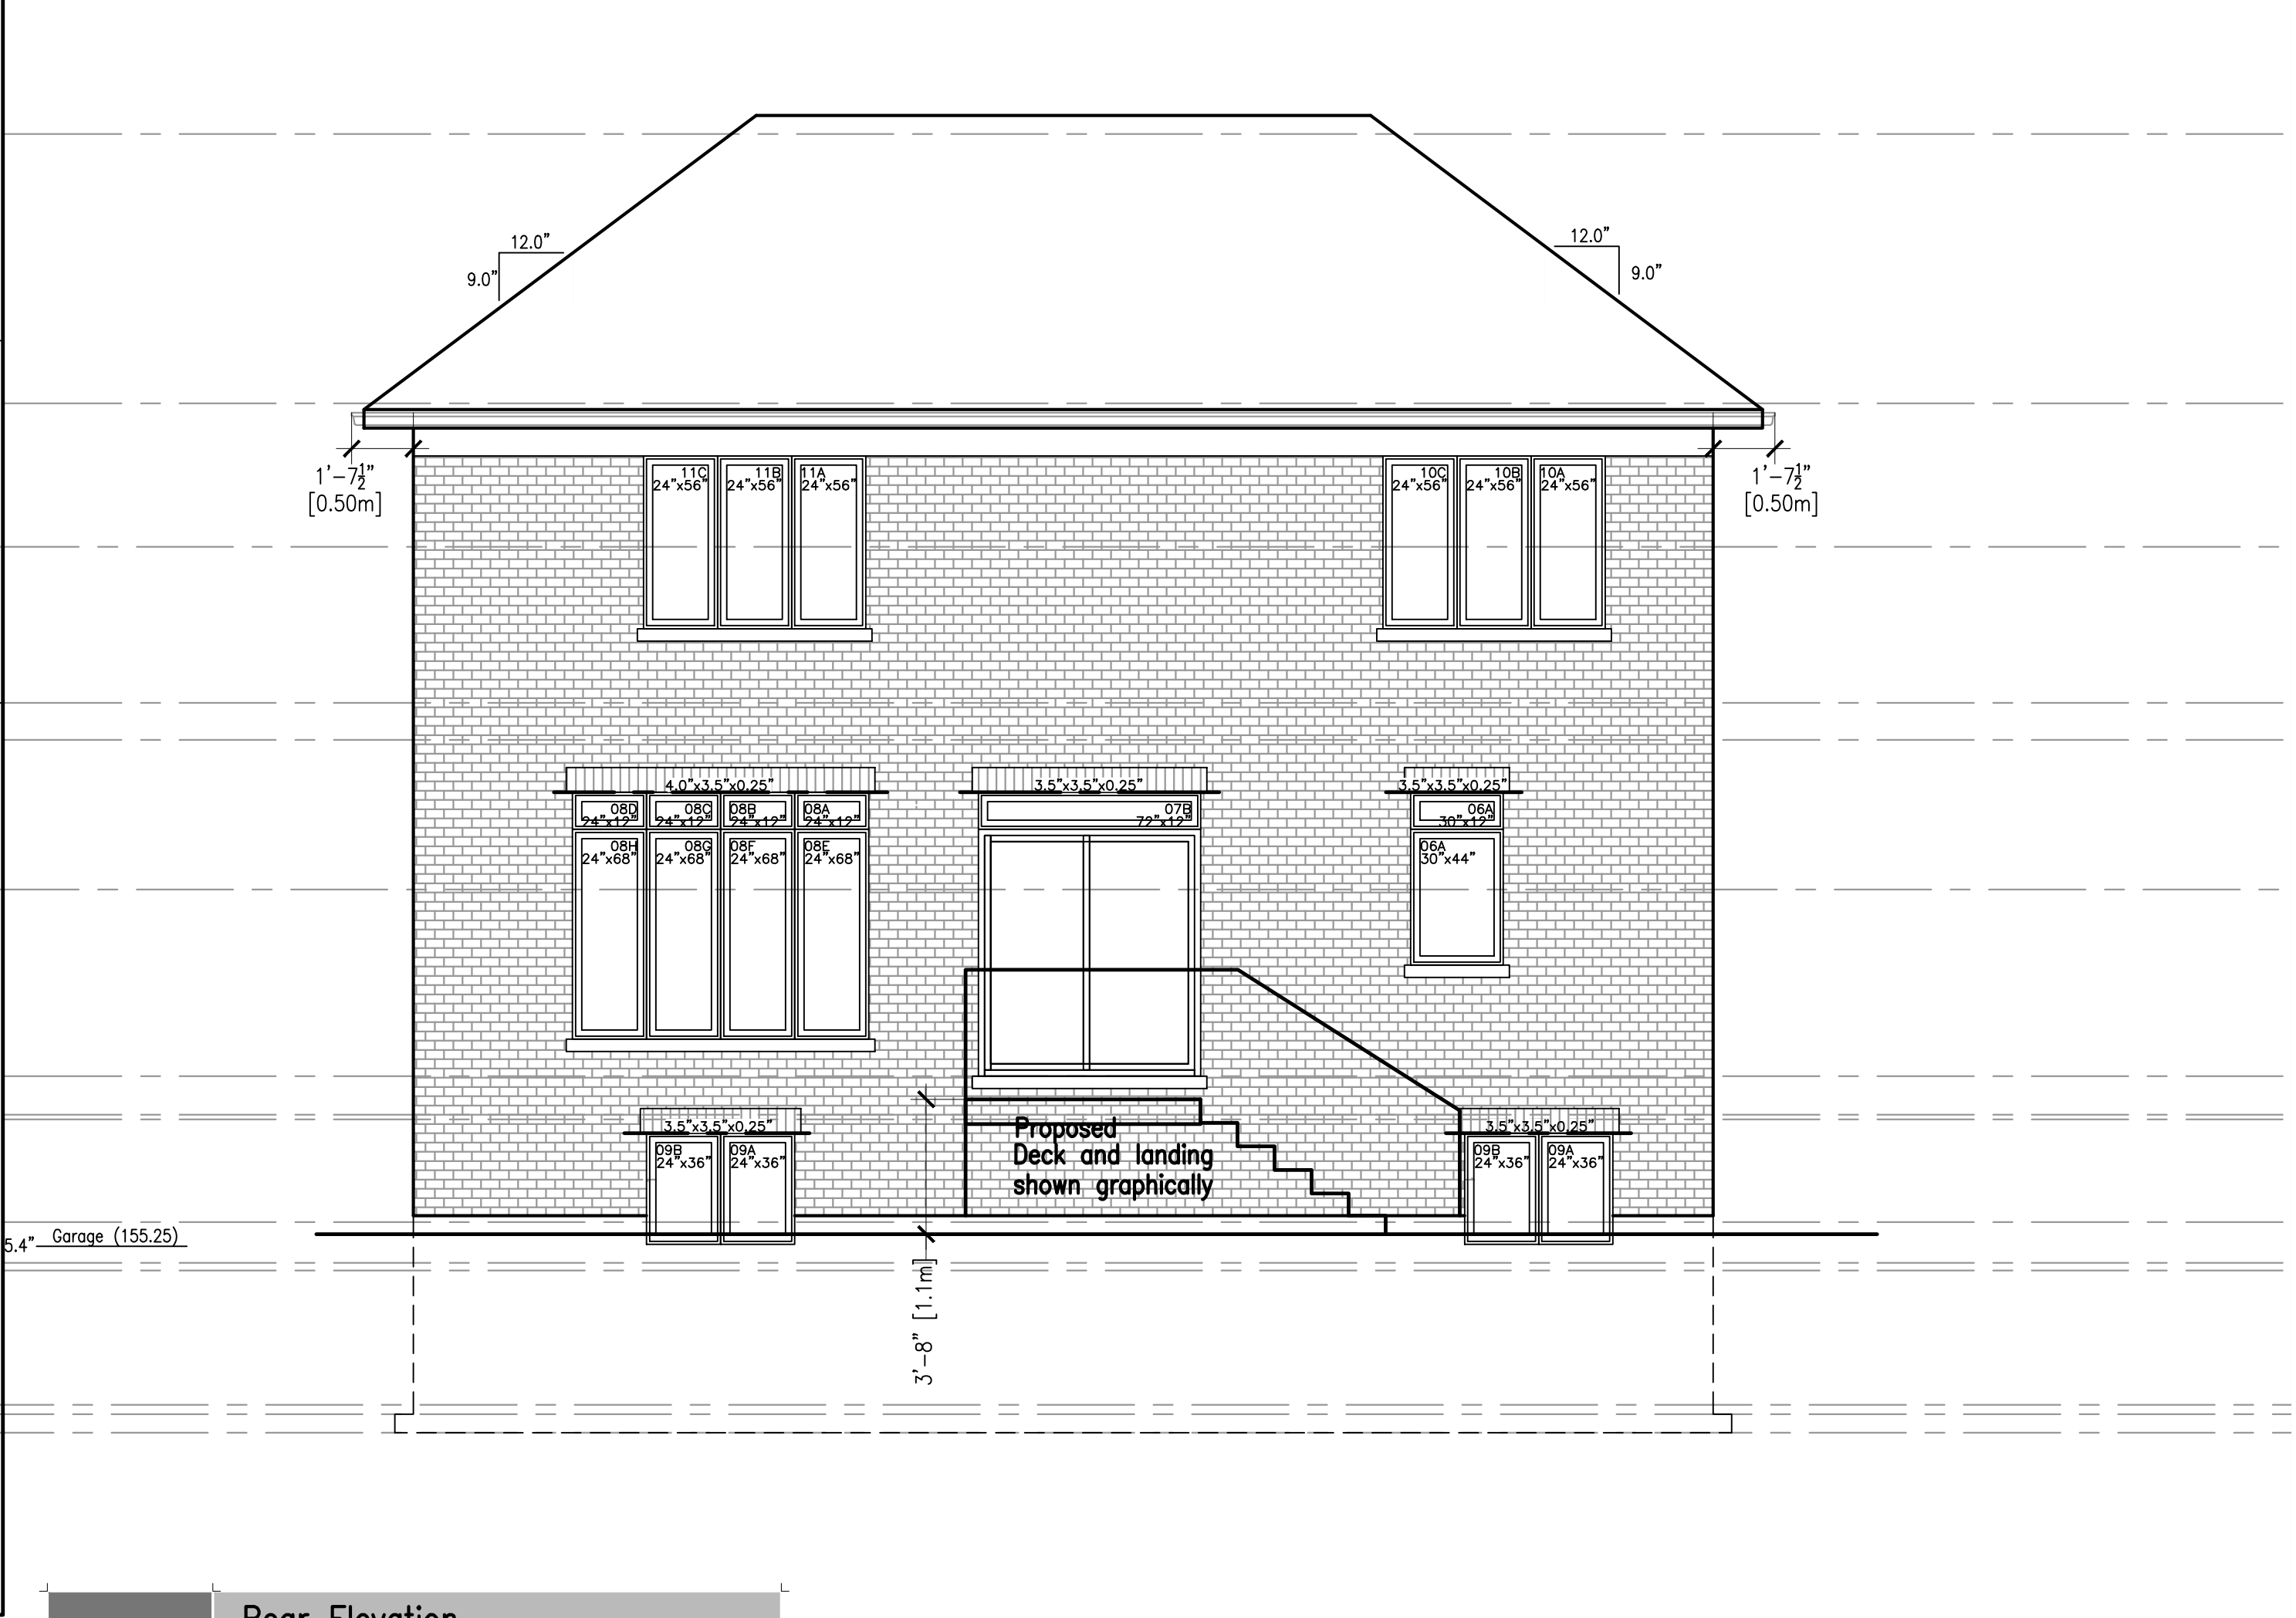 12.0"
9.0"
12.0"
9.0"
1'-7½"
[0.50m]
1'-7½"
[0.50m]
11C
24"x56"
11B
24"x56"
11A
24"x56"
10C
24"x56"
10B
24"x56"
10A
24"x56"
4.0"x3.5"x0.25"
3.5"x3.5"x0.25"
3.5"x3.5"x0.25"
08D
24"x12"
08C
24"x12"
08B
24"x12"
08A
24"x12"
07B
72"x12"
06A
30"x12"
08H
24"x68"
08G
24"x68"
08F
24"x68"
08E
24"x68"
06A
30"x44"
3.5"x3.5"x0.25"
3.5"x3.5"x0.25"
Proposed
Deck and landing
shown graphically
09B
24"x36"
09A
24"x36"
09B
24"x36"
09A
24"x36"
5.4"
Garage (155.25)
3'-8" [1.1m]
Rear Elevation